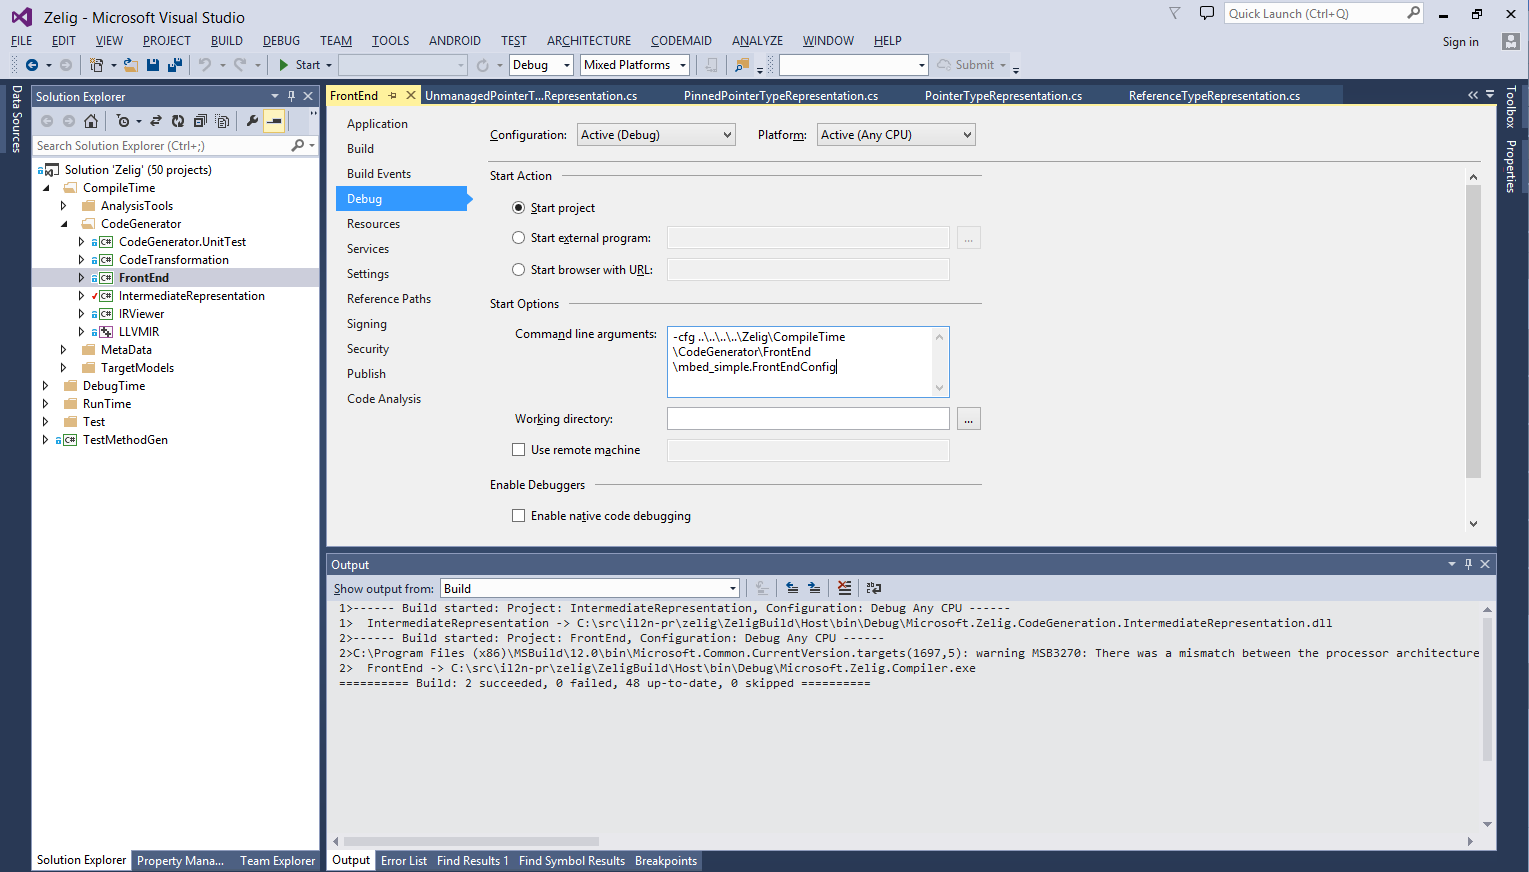 Zelig - Microsoft Visual Studio
Quick Launch (Ctrl+Q)
FILE EDIT VIEW PROJECT BUILD DEBUG TEAM TOOLS ANDROID TEST ARCHITECTURE CODEMAID ANALYZE WINDOW HELP
Sign in
Start Debug Mixed Platforms Submit
Data Sources
Solution Explorer
Search Solution Explorer (Ctrl+;)
Solution 'Zelig' (50 projects)
CompileTime
AnalysisTools
CodeGenerator
C# CodeGenerator.UnitTest
C# CodeTransformation
C# FrontEnd
C# IntermediateRepresentation
C# IRViewer
LLVMIR
MetaData
TargetModels
DebugTime
RunTime
Test
C# TestMethodGen
Solution Explorer Property Mana... Team Explorer
FrontEnd UnmanagedPointerT...Representation.cs PinnedPointerTypeRepresentation.cs PointerTypeRepresentation.cs ReferenceTypeRepresentation.cs
Application
Build
Build Events
Debug
Resources
Services
Settings
Reference Paths
Signing
Security
Publish
Code Analysis
Configuration: Active (Debug) Platform: Active (Any CPU)
Start Action
Start project
Start external program: ...
Start browser with URL:
Start Options
Command line arguments: -cfg ..\..\..\..\Zelig\CompileTime
\CodeGenerator\FrontEnd
\mbed_simple.FrontEndConfig
Working directory: ...
Use remote machine
Enable Debuggers
Enable native code debugging
Toolbox
Properties
Output
Show output from: Build
1>------ Build started: Project: IntermediateRepresentation, Configuration: Debug Any CPU ------
1>  IntermediateRepresentation -> C:\src\il2n-pr\zelig\ZeligBuild\Host\bin\Debug\Microsoft.Zelig.CodeGeneration.IntermediateRepresentation.dll
2>------ Build started: Project: FrontEnd, Configuration: Debug Any CPU ------
2>C:\Program Files (x86)\MSBuild\12.0\bin\Microsoft.Common.CurrentVersion.targets(1697,5): warning MSB3270: There was a mismatch between the processor architecture
2>  FrontEnd -> C:\src\il2n-pr\zelig\ZeligBuild\Host\bin\Debug\Microsoft.Zelig.Compiler.exe
========== Build: 2 succeeded, 0 failed, 48 up-to-date, 0 skipped ==========
Output Error List Find Results 1 Find Symbol Results Breakpoints